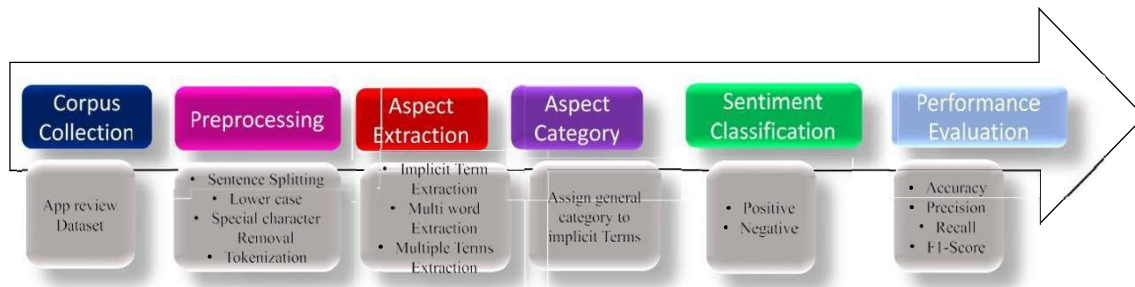 Corpus
Collection
Preprocessing
Aspect
Extraction
Aspect
Category
Sentiment
Classification
Performance
Evaluation
App review
Dataset
• Sentence Splitting
• Lower case
• Special character
Removal
• Tokenization
• Implicit Term
Extraction
• Multi word
Extraction
• Multiple Terms
Extraction
Assign general
category to
implicit Terms
• Positive
• Negative
• Accuracy
• Precision
• Recall
• F1-Score